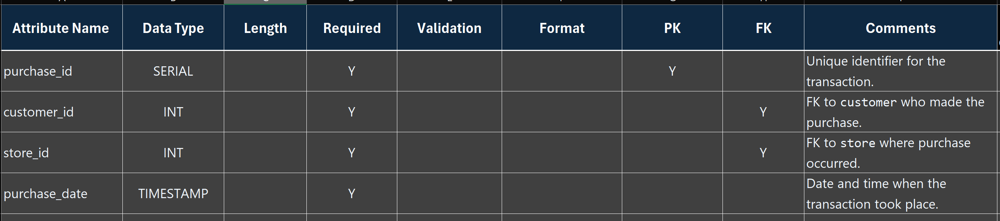 Attribute Name Data Type Length Required Validation Format PK FK Comments
purchase_id SERIAL Y Y Unique identifier for the
transaction.
customer_id INT Y Y FK to customer who made the
purchase.
store_id INT Y Y FK to store where purchase
occurred.
purchase_date TIMESTAMP Y Date and time when the
transaction took place.